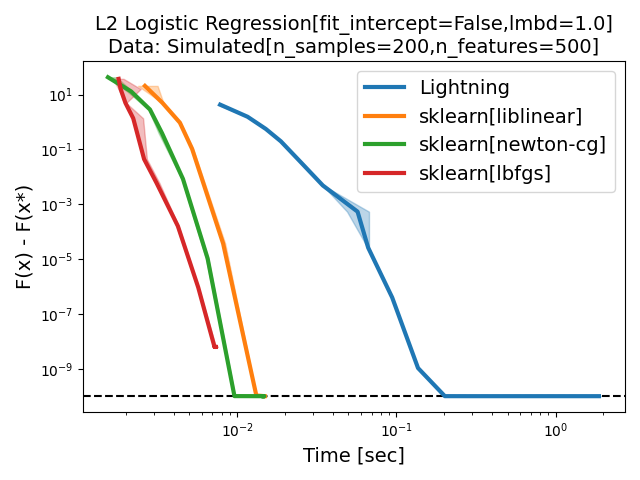 L2 Logistic Regression[fit_intercept=False,lmbd=1.0]
Data: Simulated[n_samples=200,n_features=500]
F(x) - F(x*)
10¹
10⁻¹
10⁻³
10⁻⁵
10⁻⁷
10⁻⁹
Lightning
sklearn[liblinear]
sklearn[newton-cg]
sklearn[lbfgs]
10⁻² 10⁻¹ 10⁰
Time [sec]